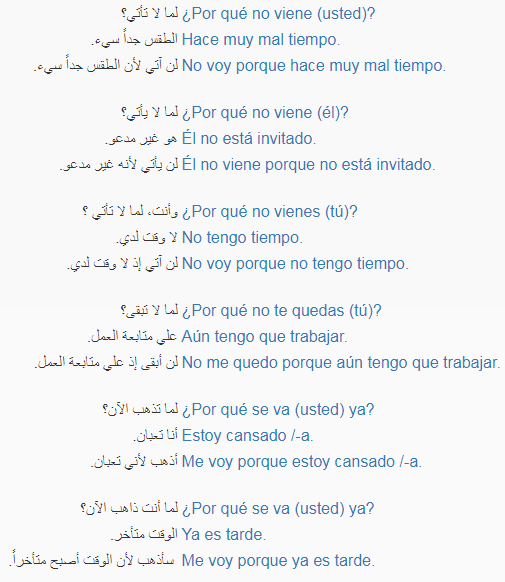 لما لا تأتي؟ ¿Por qué no viene (usted)?
الطقس جداً سيء. Hace muy mal tiempo.
لن آتي لأن الطقس جداً سيء. No voy porque hace muy mal tiempo.
لما لا يأتي؟ ¿Por qué no viene (él)?
هو غير مدعو. Él no está invitado.
لن يأتي لأنه غير مدعو. Él no viene porque no está invitado.
وأنت، لما لا تأتي ؟ ¿Por qué no vienes (tú)?
لا وقت لدي. No tengo tiempo.
لن آتي إذ لا وقت لدي. No voy porque no tengo tiempo.
لما لا تبقى؟ ¿Por qué no te quedas (tú)?
علي متابعة العمل. Aún tengo que trabajar.
لن أبقى إذ علي متابعة العمل. No me quedo porque aún tengo que trabajar.
لما تذهب الآن؟ ¿Por qué se va (usted) ya?
أنا تعبان. Estoy cansado /-a.
أذهب لأني تعبان. Me voy porque estoy cansado /-a.
لما أنت ذاهب الآن؟ ¿Por qué se va (usted) ya?
الوقت متأخر. Ya es tarde.
سأذهب لأن الوقت أصبح متأخراً. Me voy porque ya es tarde.